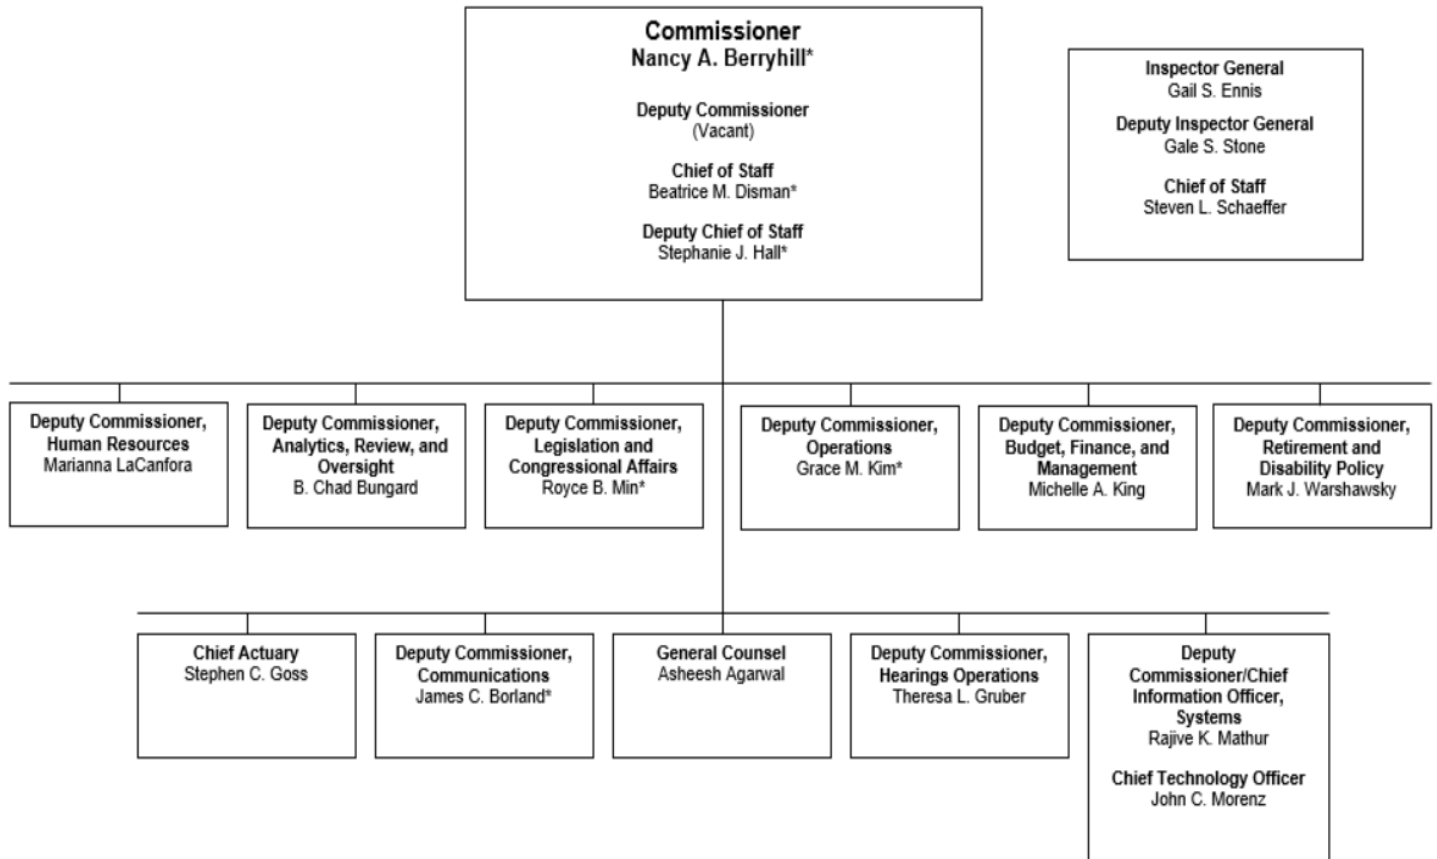 Commissioner
Nancy A. Berryhill*
Deputy Commissioner
(Vacant)
Chief of Staff
Beatrice M. Disman*
Deputy Chief of Staff
Stephanie J. Hall*
Inspector General
Gail S. Ennis
Deputy Inspector General
Gale S. Stone
Chief of Staff
Steven L. Schaeffer
Deputy Commissioner,
Human Resources
Marianna LaCanfora
Deputy Commissioner,
Analytics, Review, and
Oversight
B. Chad Bungard
Deputy Commissioner,
Legislation and
Congressional Affairs
Royce B. Min*
Deputy Commissioner,
Operations
Grace M. Kim*
Deputy Commissioner,
Budget, Finance, and
Management
Michelle A. King
Deputy Commissioner,
Retirement and
Disability Policy
Mark J. Warshawsky
Chief Actuary
Stephen C. Goss
Deputy Commissioner,
Communications
James C. Borland*
General Counsel
Asheesh Agarwal
Deputy Commissioner,
Hearings Operations
Theresa L. Gruber
Deputy
Commissioner/Chief
Information Officer,
Systems
Rajive K. Mathur
Chief Technology Officer
John C. Morenz